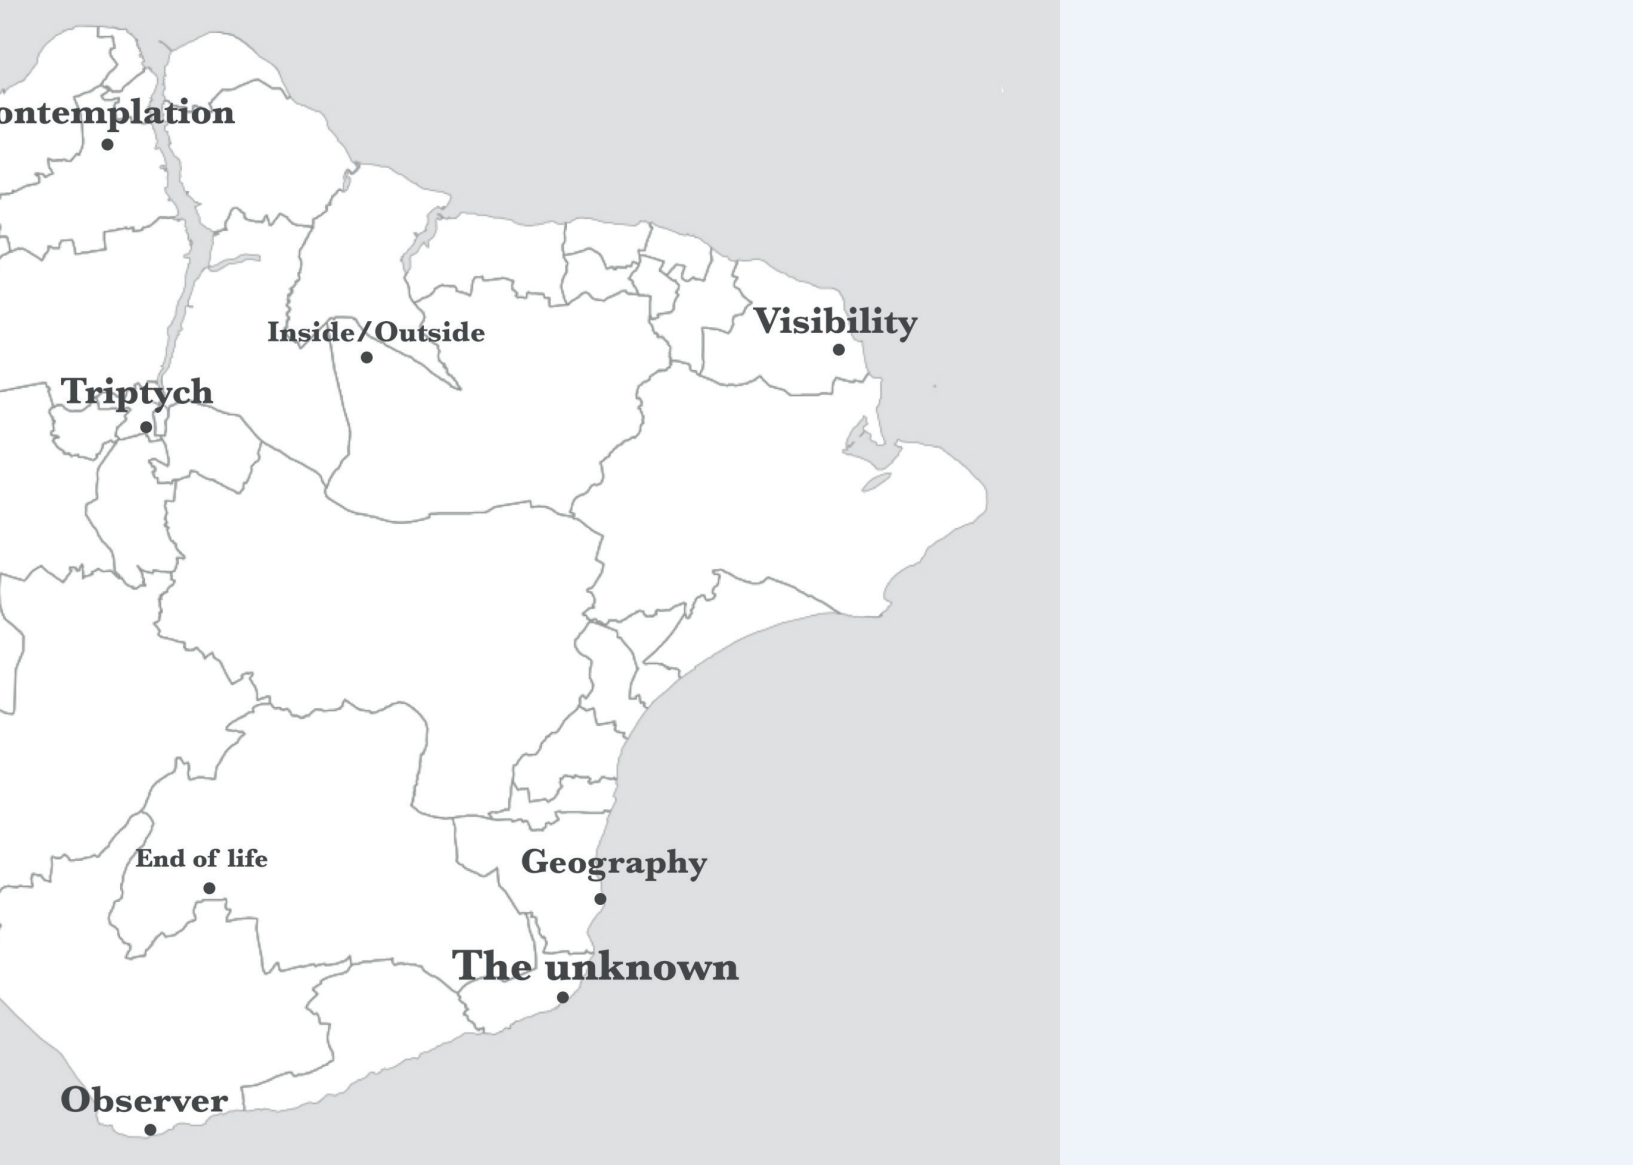 ontemplation
Visibility
Inside/Outside
Triptych
End of life
Geography
The unknown
Observer